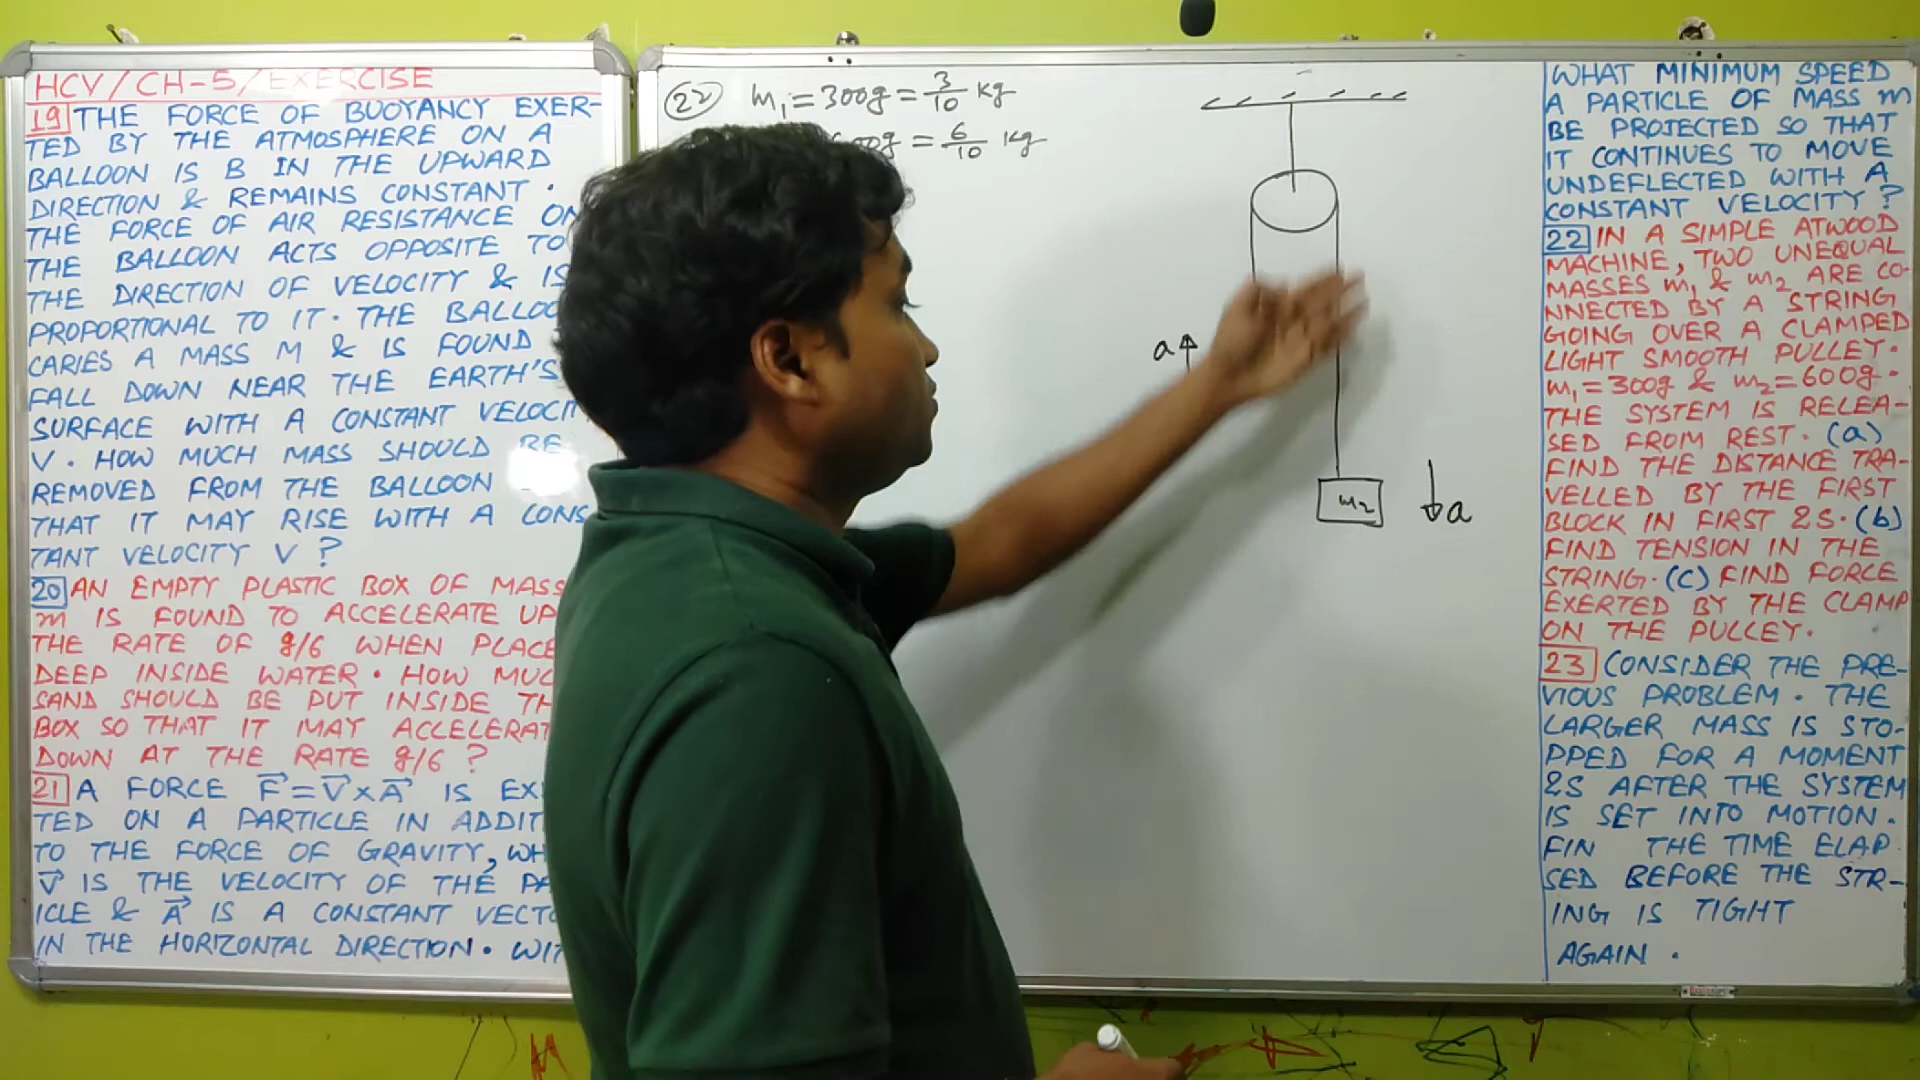 HCV/CH-5/EXERCISE
19 THE FORCE OF BUOYANCY EXER-
TED BY THE ATMOSPHERE ON A
BALLOON IS B IN THE UPWARD
DIRECTION & REMAINS CONSTANT.
THE FORCE OF AIR RESISTANCE ON
THE BALLOON ACTS OPPOSITE TO
THE DIRECTION OF VELOCITY & IS
PROPORTIONAL TO IT. THE BALLOO
CARIES A MASS M & IS FOUND
FALL DOWN NEAR THE EARTH'S
SURFACE WITH A CONSTANT VELOCI
V. HOW MUCH MASS SHOULD BE
REMOVED FROM THE BALLOON
THAT IT MAY RISE WITH A CONS
TANT VELOCITY V?
20 AN EMPTY PLASTIC BOX OF MASS
m IS FOUND TO ACCELERATE UP
THE RATE OF g/6 WHEN PLACE
DEEP INSIDE WATER. HOW MUC
SAND SHOULD BE PUT INSIDE TH
BOX SO THAT IT MAY ACCELERAT
DOWN AT THE RATE g/6?
21 A FORCE F⃗=V⃗×A⃗ IS EX
TED ON A PARTICLE IN ADDIT
TO THE FORCE OF GRAVITY, WH
V⃗ IS THE VELOCITY OF THE PA
ICLE & A⃗ IS A CONSTANT VECTO
IN THE HORIZONTAL DIRECTION. WIT
22 m₁=300g=3/10 kg
600g=6/10 kg
a
m₂
a
WHAT MINIMUM SPEED
A PARTICLE OF MASS m
BE PROJECTED SO THAT
IT CONTINUES TO MOVE
UNDEFLECTED WITH A
CONSTANT VELOCITY?
22 IN A SIMPLE ATWOOD
MACHINE, TWO UNEQUAL
MASSES m₁ & m₂ ARE CO-
NNECTED BY A STRING
GOING OVER A CLAMPED
LIGHT SMOOTH PULLEY.
m₁=300g & m₂=600g.
THE SYSTEM IS RELEA-
SED FROM REST. (a)
FIND THE DISTANCE TRA-
VELLED BY THE FIRST
BLOCK IN FIRST 2S. (b)
FIND TENSION IN THE
STRING. (C) FIND FORCE
EXERTED BY THE CLAMP
ON THE PULLEY.
23 CONSIDER THE PRE-
VIOUS PROBLEM. THE
LARGER MASS IS STO-
PPED FOR A MOMENT
2S AFTER THE SYSTEM
IS SET INTO MOTION.
FIN THE TIME ELAP
SED BEFORE THE STR-
ING IS TIGHT
AGAIN.